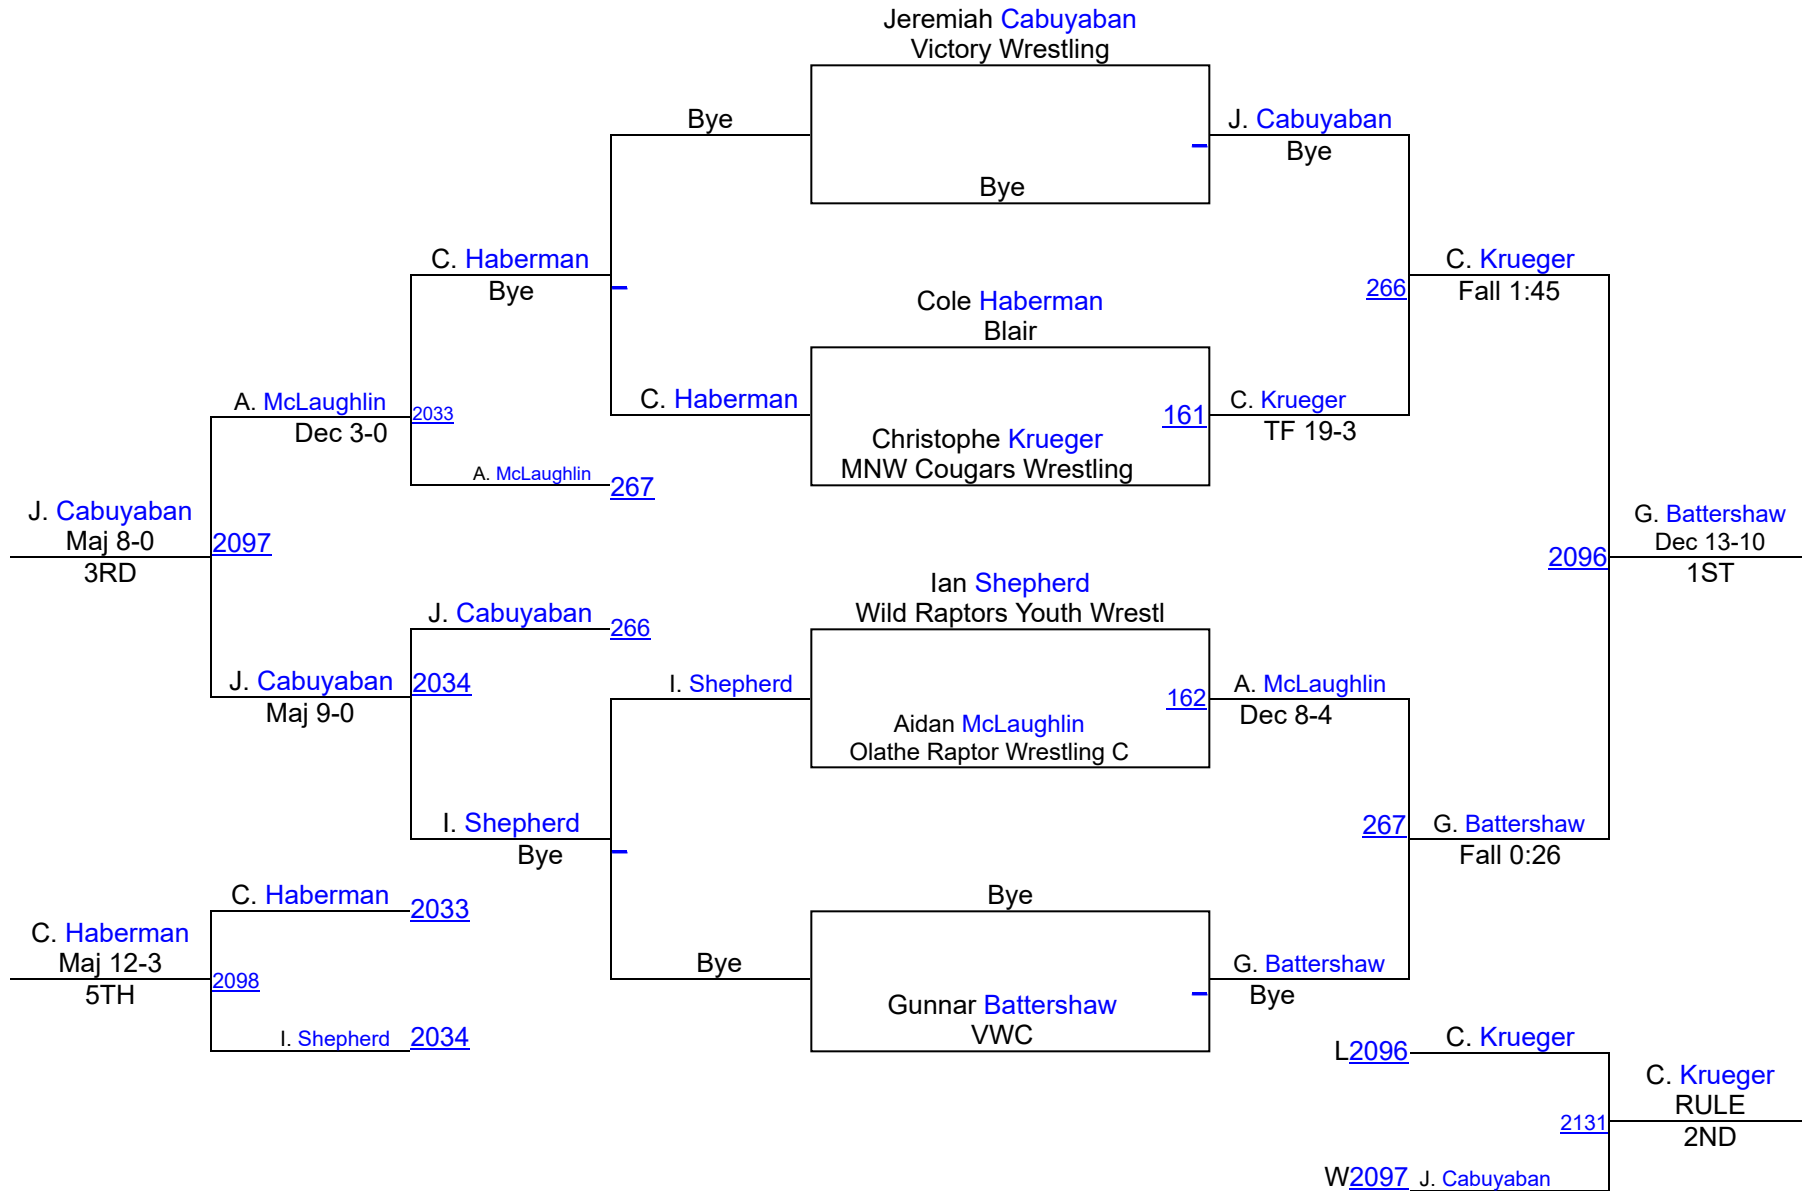 Jeremiah Cabuyaban
Victory Wrestling
Bye
J. Cabuyaban
Bye
Bye
C. Haberman
Bye
C. Krueger
266
Fall 1:45
Cole Haberman
Blair
A. McLaughlin
2033
Dec 3-0
C. Haberman
161
C. Krueger
TF 19-3
Christophe Krueger
MNW Cougars Wrestling
A. McLaughlin
267
J. Cabuyaban
Maj 8-0
2097
3RD
G. Battershaw
Dec 13-10
2096
1ST
Ian Shepherd
Wild Raptors Youth Wrestl
J. Cabuyaban
266
J. Cabuyaban
2034
Maj 9-0
I. Shepherd
162
A. McLaughlin
Dec 8-4
Aidan McLaughlin
Olathe Raptor Wrestling C
I. Shepherd
Bye
267
G. Battershaw
Fall 0:26
C. Haberman
2033
Bye
C. Haberman
Maj 12-3
2098
5TH
Bye
G. Battershaw
Bye
Gunnar Battershaw
VWC
I. Shepherd
2034
L2096
C. Krueger
C. Krueger
RULE
2131
2ND
W2097
J. Cabuyaban